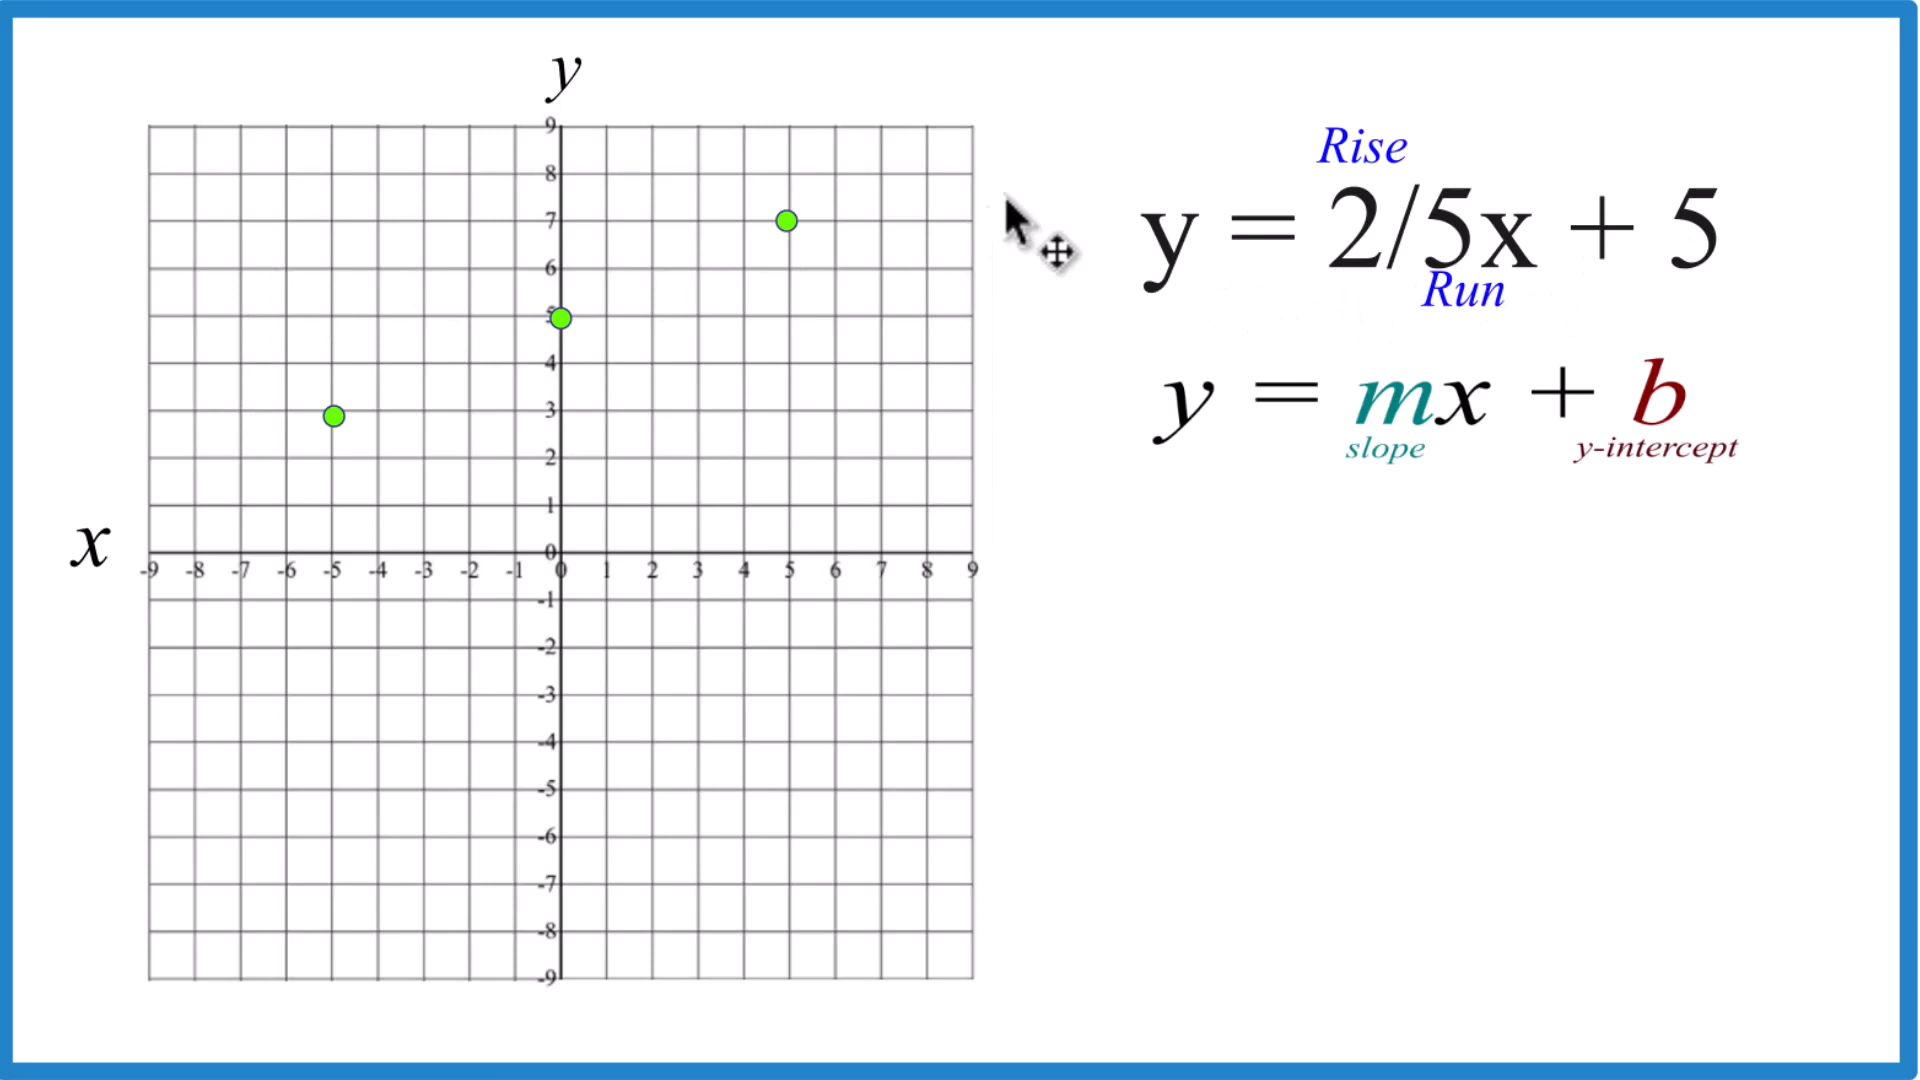 y
9
8
7
6
5
4
3
2
1
x
0
-9 -8 -7 -6 -5 -4 -3 -2 -1 0 1 2 3 4 5 6 7 8 9
-1
-2
-3
-4
-5
-6
-7
-8
-9
Rise
y = 2/5x + 5
Run
y = mx + b
slope y-intercept